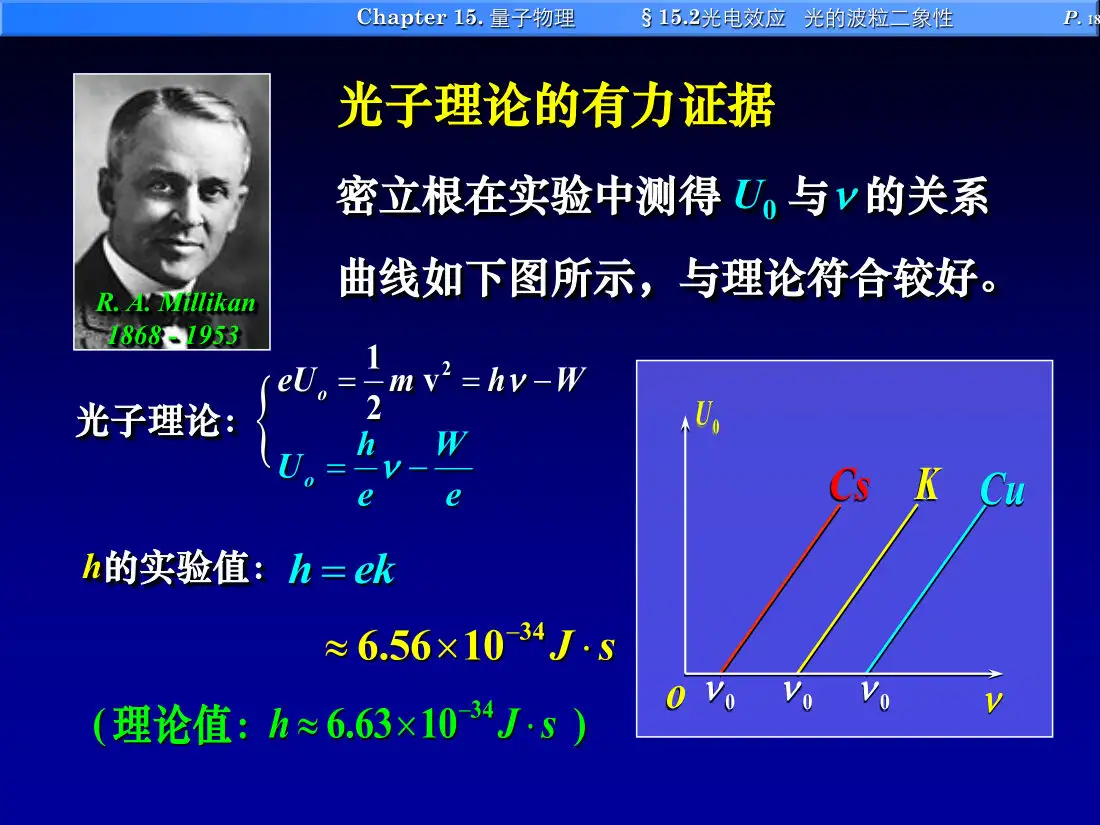 Chapter 15. 量子物理 § 15.2光电效应 光的波粒二象性 P. 18
光子理论的有力证据
密立根在实验中测得 U₀ 与 ν 的关系
曲线如下图所示，与理论符合较好。
R. A. Millikan
1868 - 1953
光子理论：
eUₒ = 1/2 m v² = hν − W
Uₒ = h/e ν − W/e
h的实验值： h = ek
≈ 6.56×10⁻³⁴ J · s
( 理论值：h ≈ 6.63×10⁻³⁴ J · s )
U₀
Cs K Cu
o ν₀ ν₀ ν₀ ν